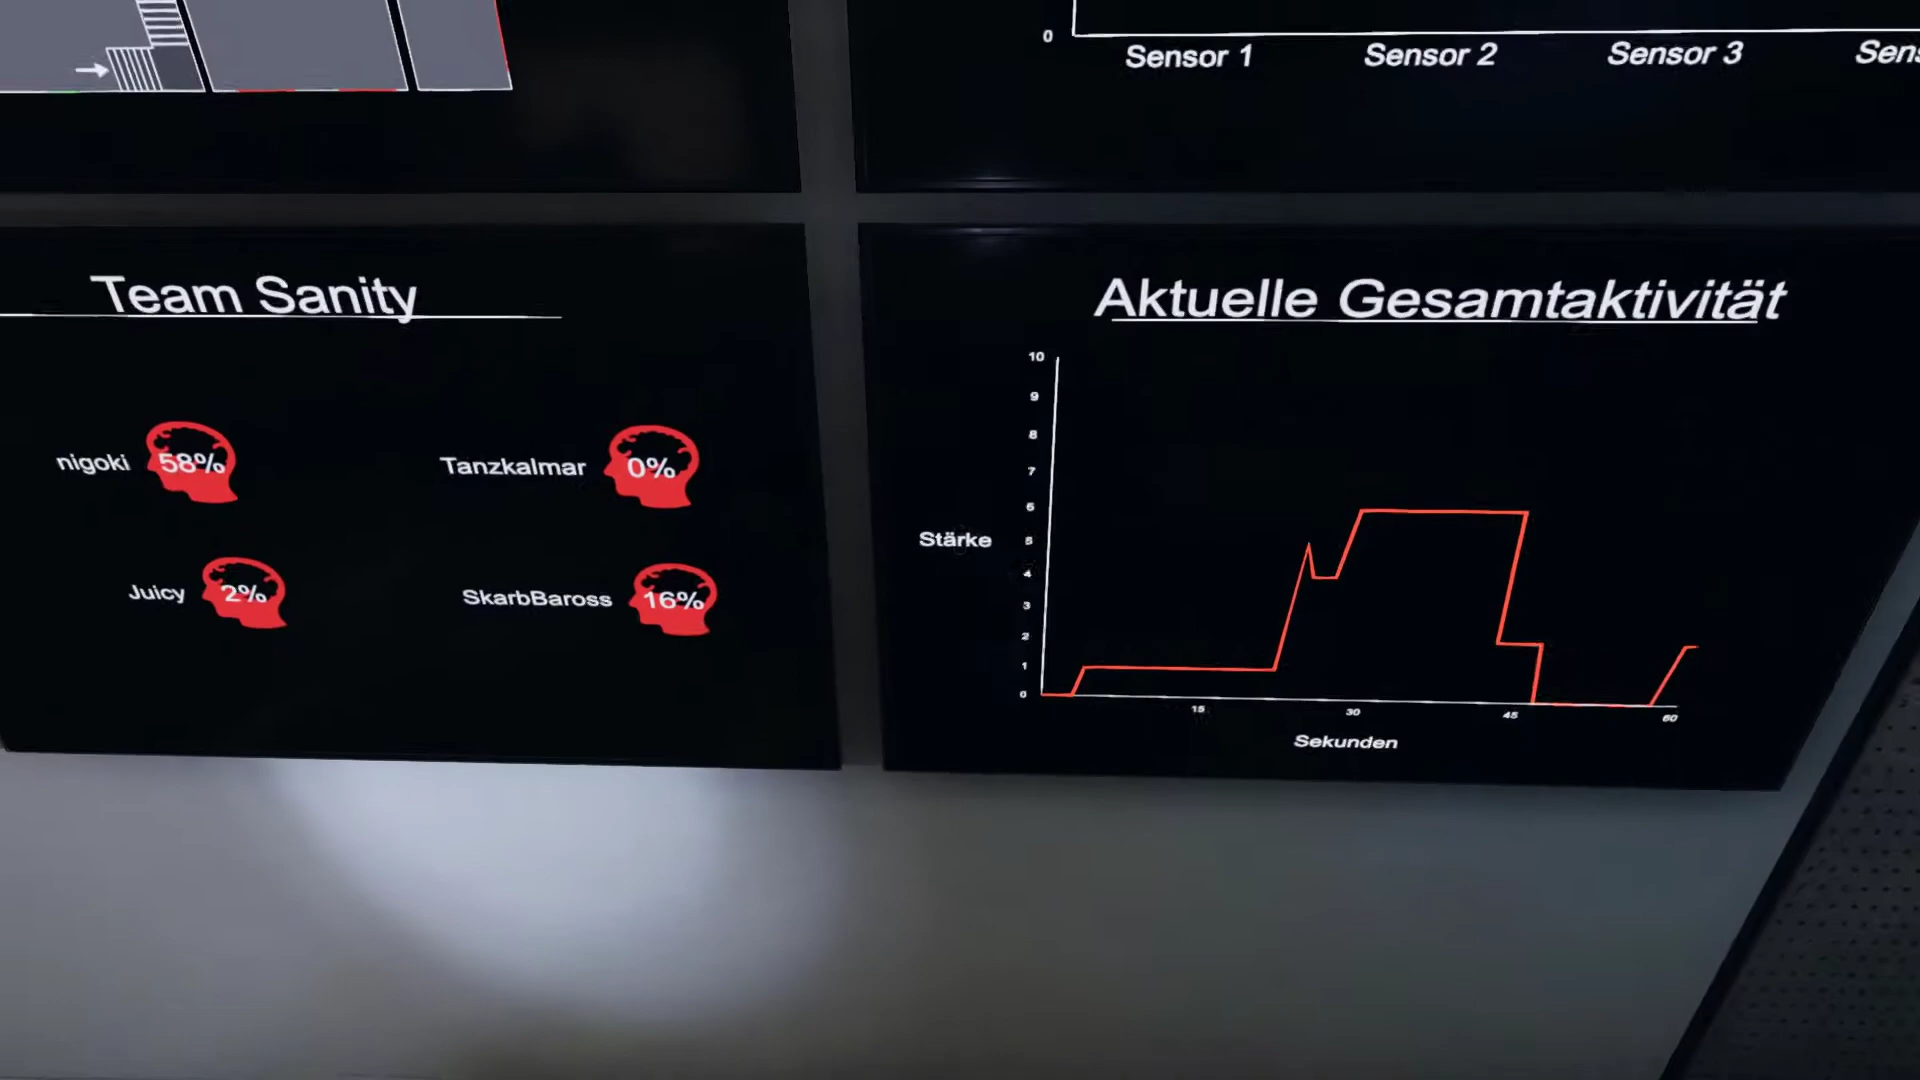 0
Sensor 1 Sensor 2 Sensor 3
Team Sanity
nigoki 58%
Tanzkalmar 0%
Juicy 2%
SkarbBaross 16%
Aktuelle Gesamtaktivität
10
9
8
7
6
5
4
3
2
1
0
Stärke
15 30 45 60
Sekunden